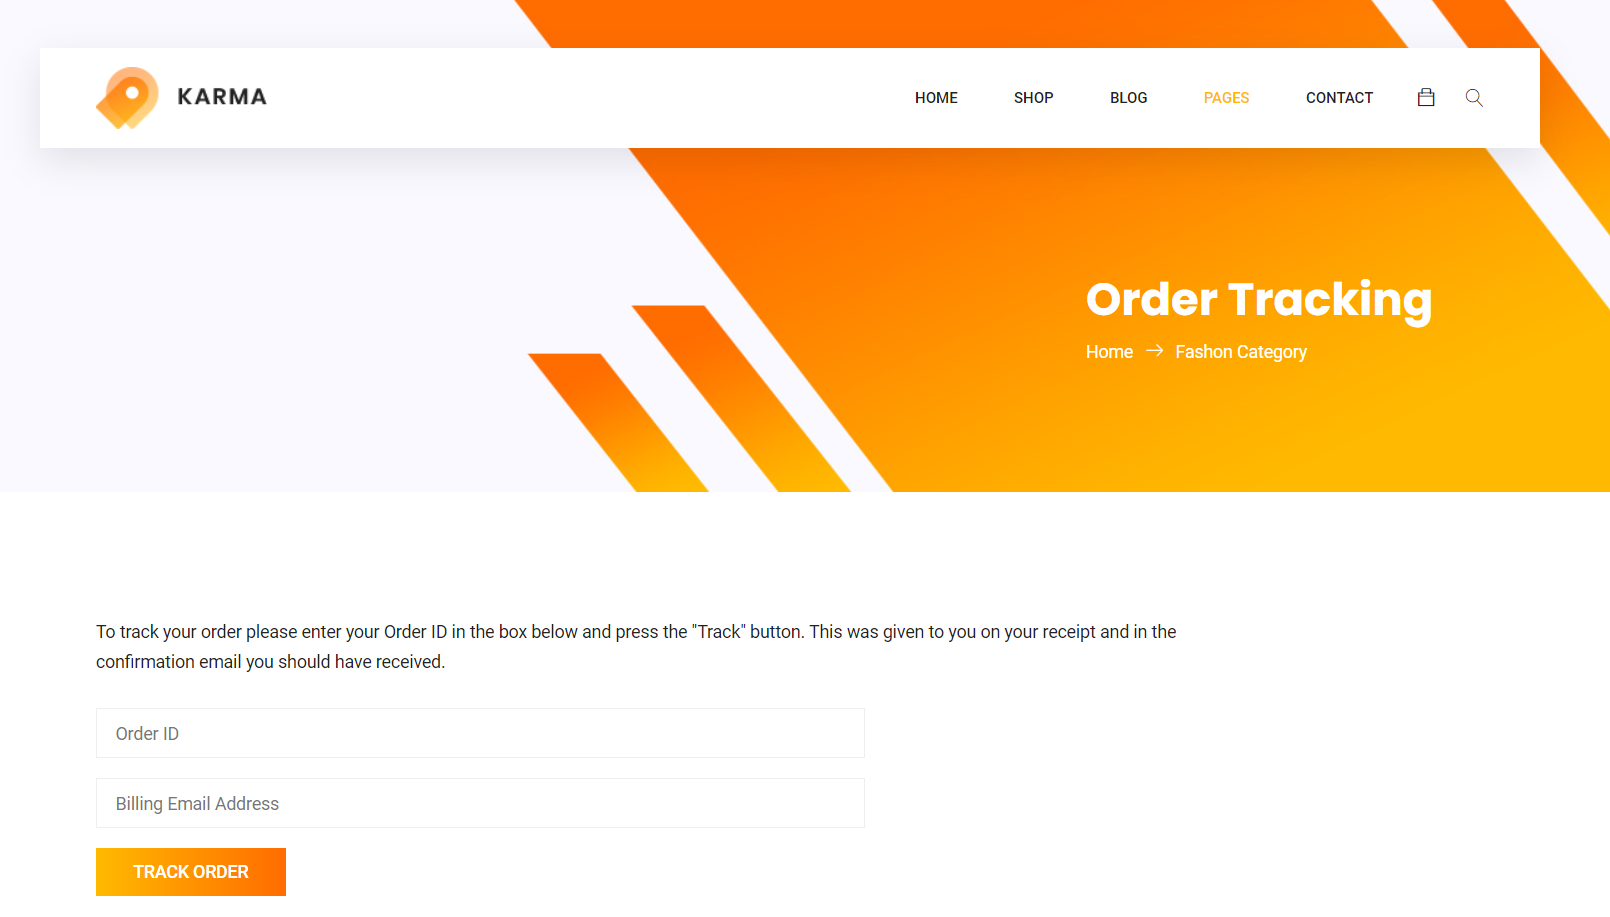 KARMA
HOME SHOP BLOG PAGES CONTACT
Order Tracking
Home → Fashon Category
To track your order please enter your Order ID in the box below and press the "Track" button. This was given to you on your receipt and in the
confirmation email you should have received.
Order ID
Billing Email Address
TRACK ORDER